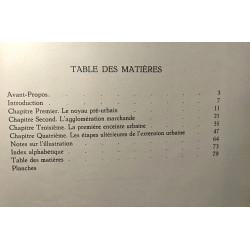 TABLE DES MATIÈRES
Avant-Propos. 3
Introduction 7
Chapitre Premier. Le noyau pré-urbain 11
Chapitre Second. L'agglomération marchande 21
Chapitre Troisième. La première enceinte urbaine 35
Chapitre Quatrième. Les étapes ultérieures de l'extension urbaine 47
Notes sur l'illustration 64
Index alphabétique 73
Table des matières 79
Planches